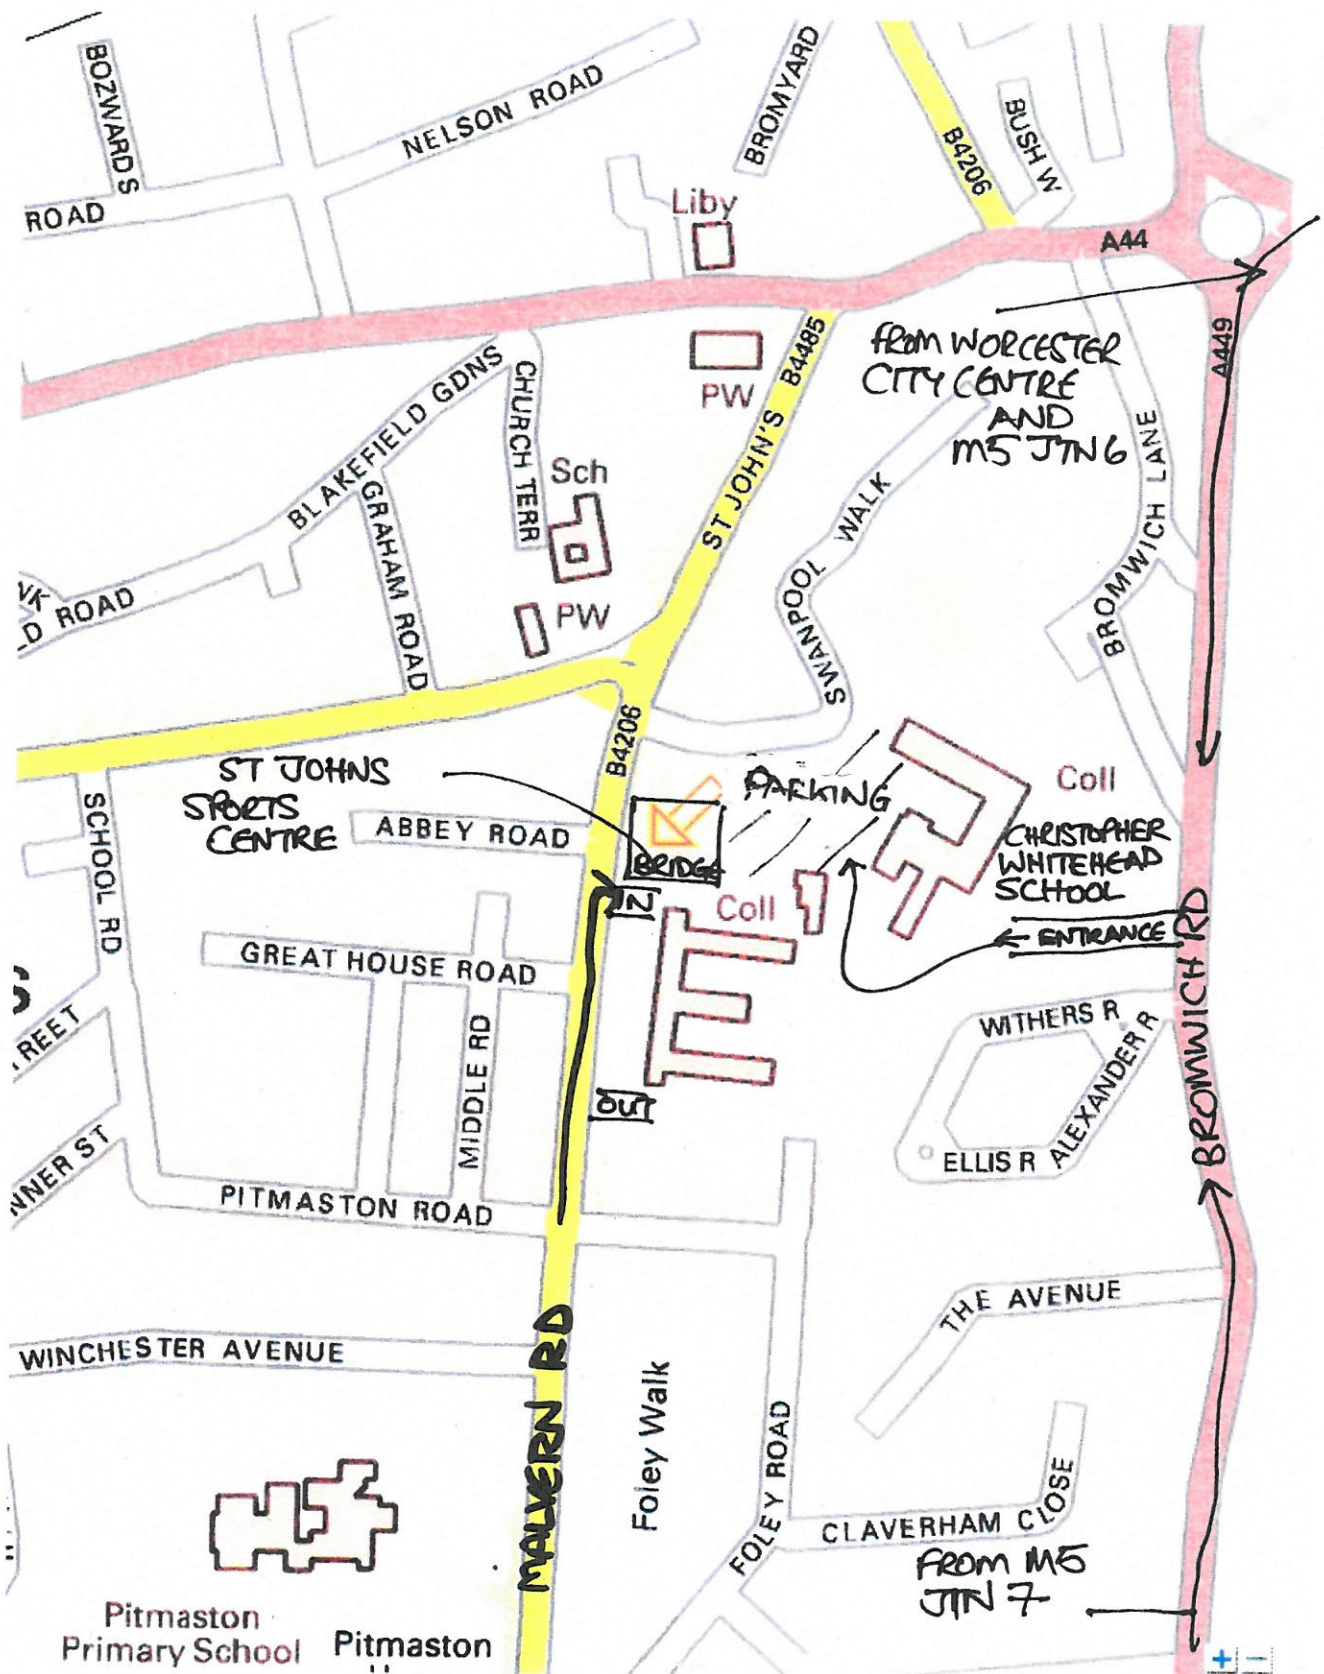 BOZWARD S
NELSON ROAD
BROMYARD
B4206
BUSH W
ROAD
Liby
A44
A449
FROM WORCESTER
CITY CENTRE
AND
M5 JTN 6
PW
ST JOHN'S B4485
BLAKEFIELD GDNS
CHURCH TERR
GRAHAM ROAD
Sch
PW
SWANPOOL WALK
BROMWICH LANE
LD ROAD
B4206
ST JOHNS
SPORTS
CENTRE
ABBEY ROAD
SCHOOL RD
PARKING
BRIDGE
IN
Coll
Coll
CHRISTOPHER
WHITEHEAD
SCHOOL
ENTRANCE
BROMWICH RD
GREAT HOUSE ROAD
MIDDLE RD
OUT
WITHERS R
ALEXANDER R
ELLIS R
TREET
NNER ST
PITMASTON ROAD
THE AVENUE
WINCHESTER AVENUE
MALVERN RD
Foley Walk
FOLEY ROAD
CLAVERHAM CLOSE
FROM M5
JTN 7
Pitmaston
Primary School
Pitmaston
+ −